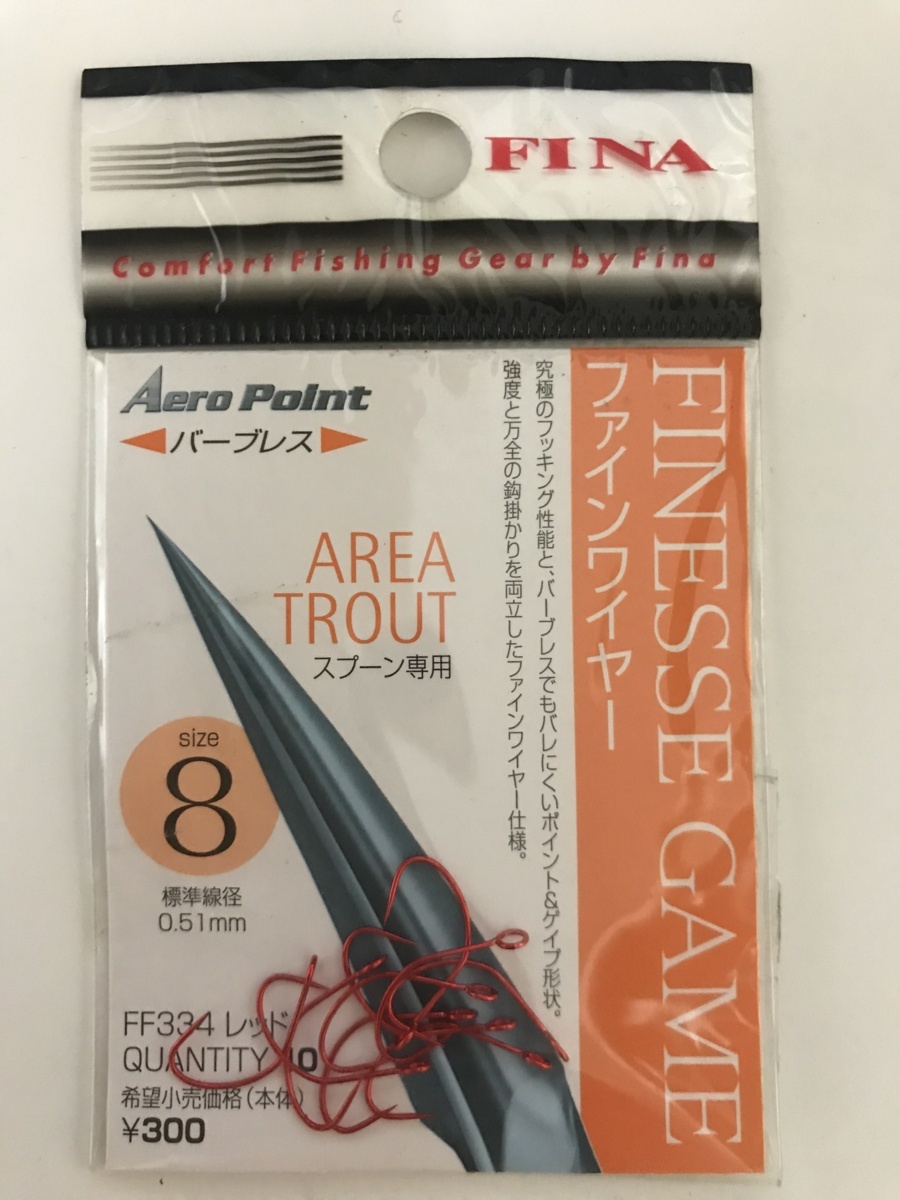 FINA
Comfort Fishing Gear by Fina
FINESSE GAME
ファインワイヤー
究極のフッキング性能と、バーブレスでもバレにくいポイント&ゲイプ形状。
強度と万全の鈎掛かりを両立したファインワイヤー仕様。
Aero Point
バーブレス
AREA
TROUT
スプーン専用
size
8
標準線径
0.51mm
FF334 レッド
QUANTITY 10
希望小売価格(本体)
¥300